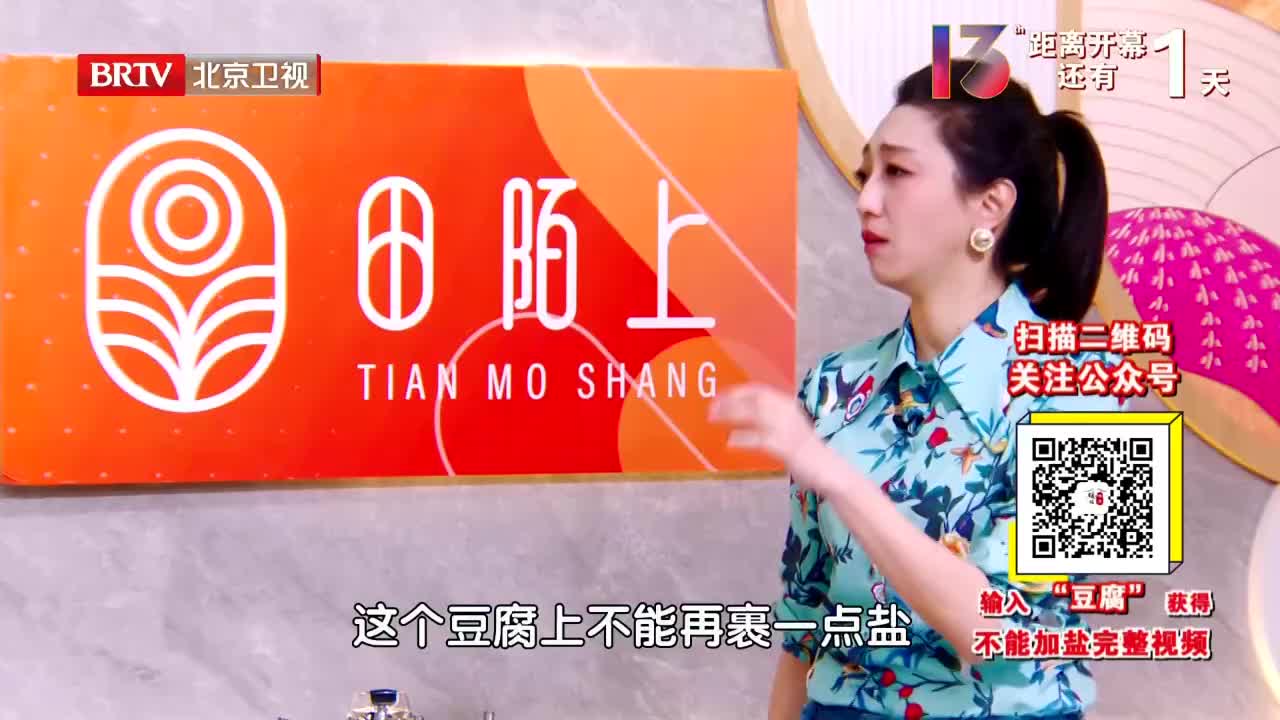 BRTV 北京卫视
13th 距离开幕
还有 1天
田陌上
TIAN MO SHANG
扫描二维码
关注公众号
输入 “豆腐” 获得
不能加盐完整视频
这个豆腐上不能再裹一点盐